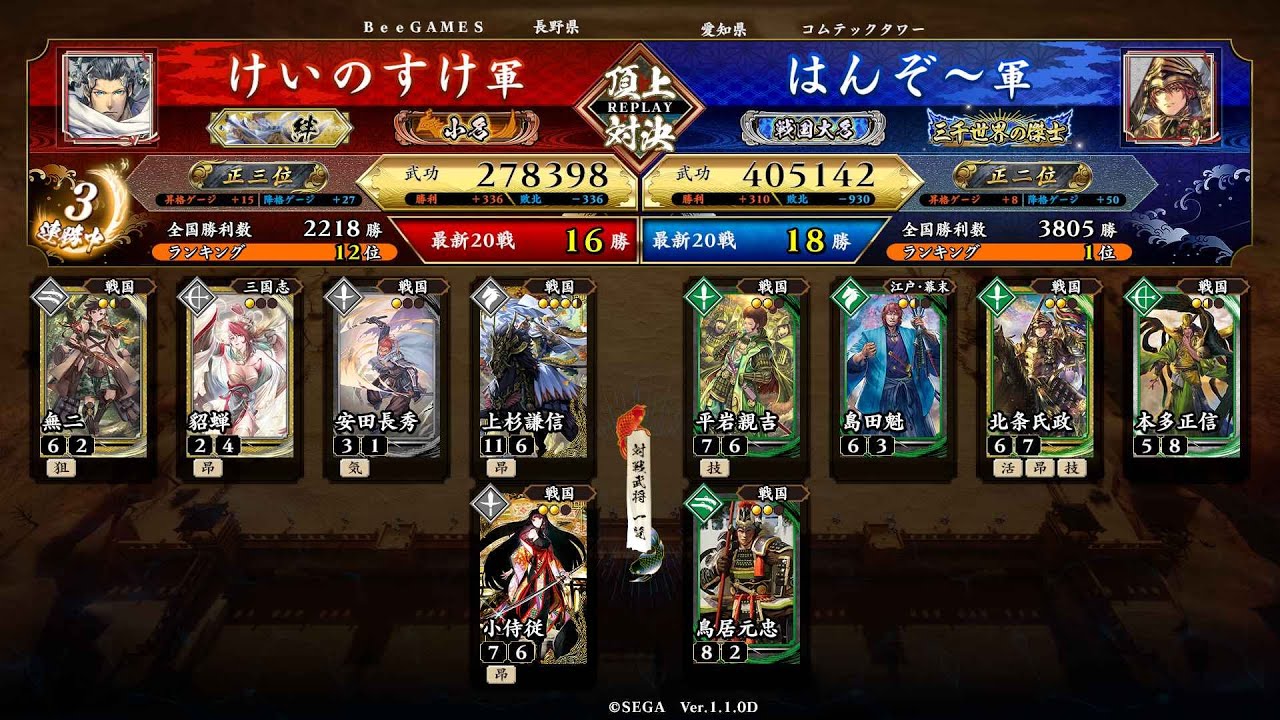 BeeGAMES 長野県 愛知県 コムテックタワー
けいのすけ軍 頂上 REPLAY 対決 はんぞ～軍
絆 小名 戦国大名 三千世界の傑士
3 連勝中
正三位 武功 278398 武功 405142 正二位
昇格ゲージ +15 降格ゲージ +27 勝利 +336 敗北 -336 勝利 +310 敗北 -930 昇格ゲージ +8 降格ゲージ +50
全国勝利数 2218 勝 最新20戦 16 勝 最新20戦 18 勝 全国勝利数 3805 勝
ランキング 12位 ランキング 1位
戦国 三国志 戦国 戦国 戦国 江戸・幕末 戦国 戦国
無二 貂蝉 安田長秀 上杉謙信 平岩親吉 島田魁 北条氏政 本多正信
6 2 2 4 3 1 11 6 7 6 6 3 6 7 5 8
狙 昂 気 昂 技 活 昂 技
対戦武将一覧
戦国 戦国
小侍従 鳥居元忠
7 6 8 2
昂
©SEGA Ver.1.1.0D